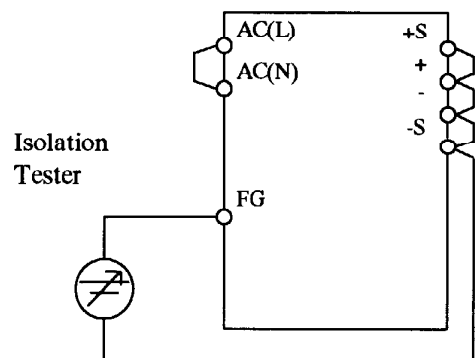 AC(L)
AC(N)
FG
+S
+
-
-S
Isolation
Tester